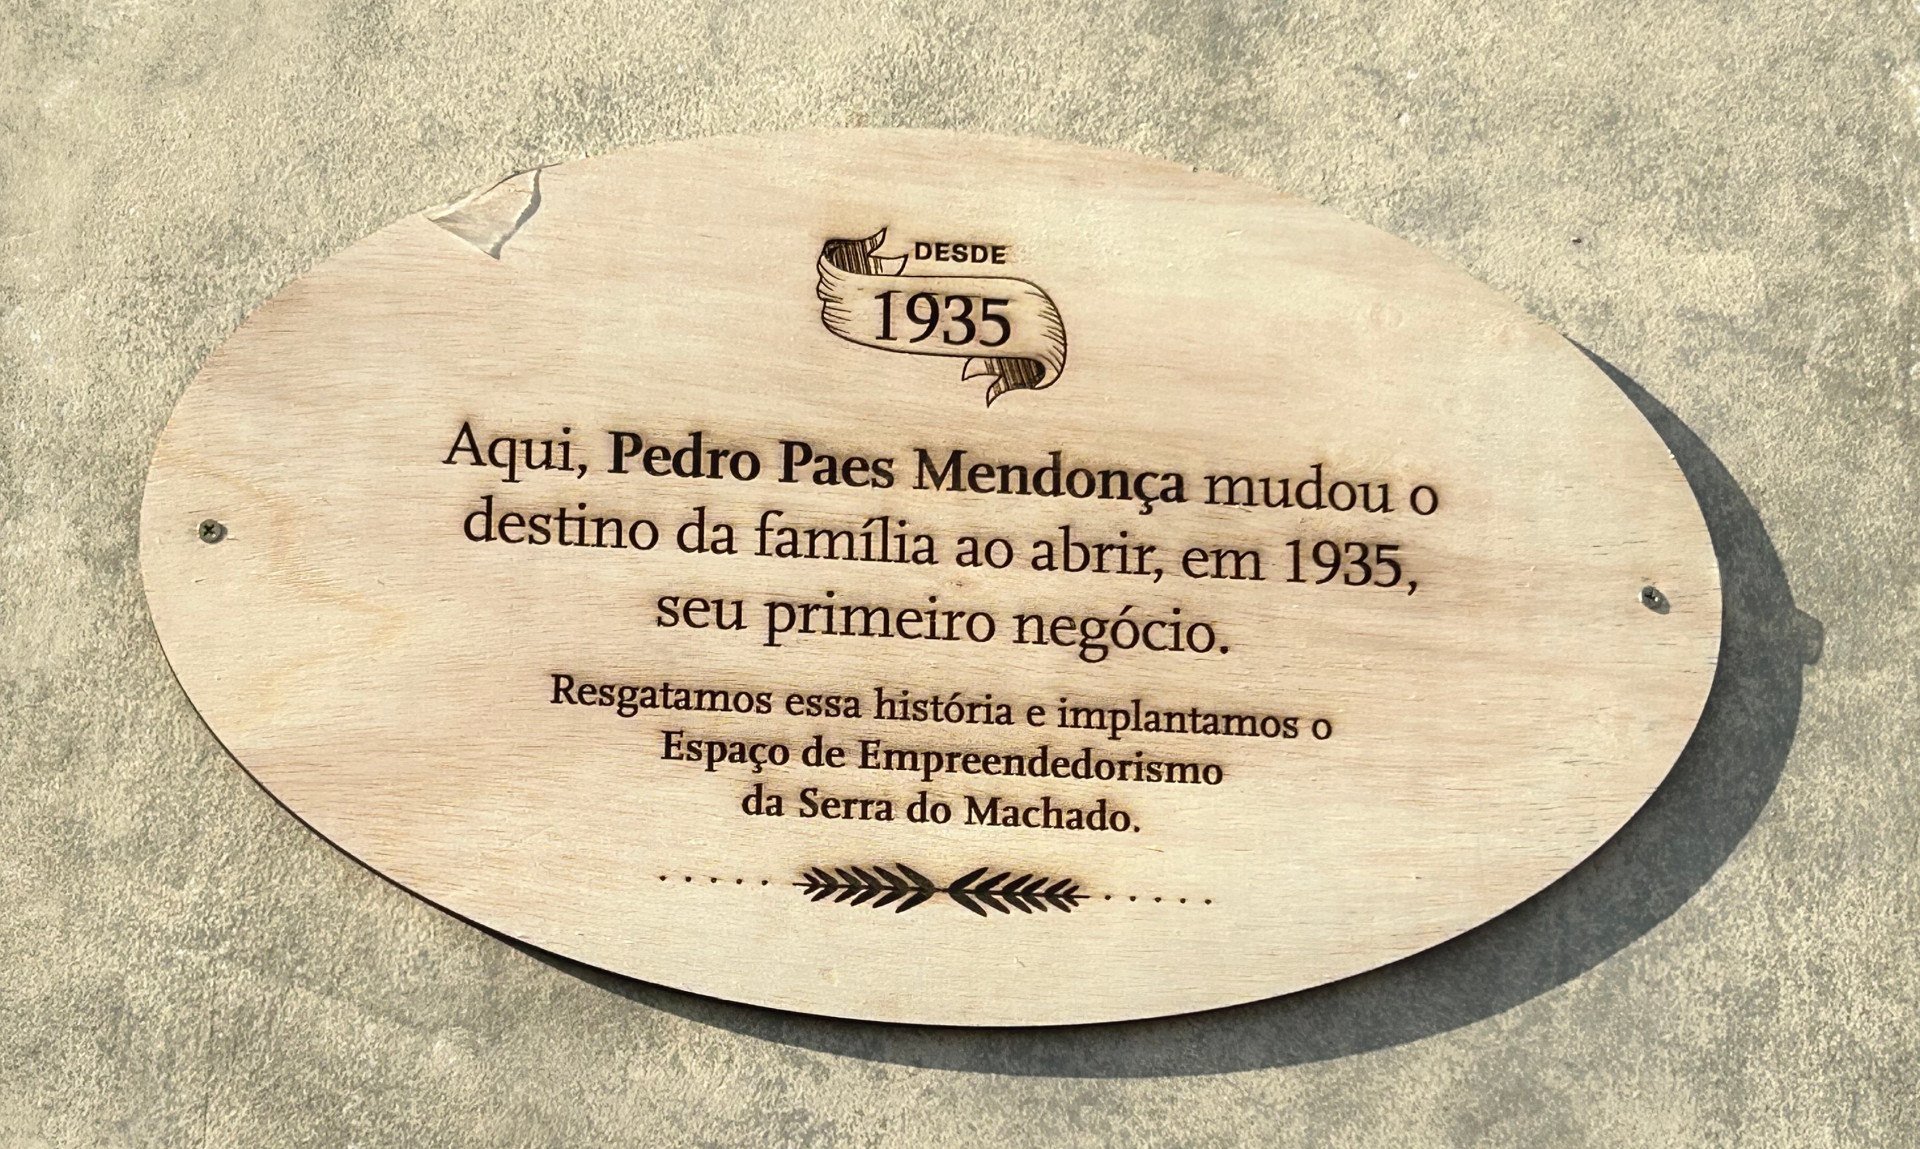 DESDE
1935
Aqui, Pedro Paes Mendonça mudou o
destino da família ao abrir, em 1935,
seu primeiro negócio.
Resgatamos essa história e implantamos o
Espaço de Empreendedorismo
da Serra do Machado.